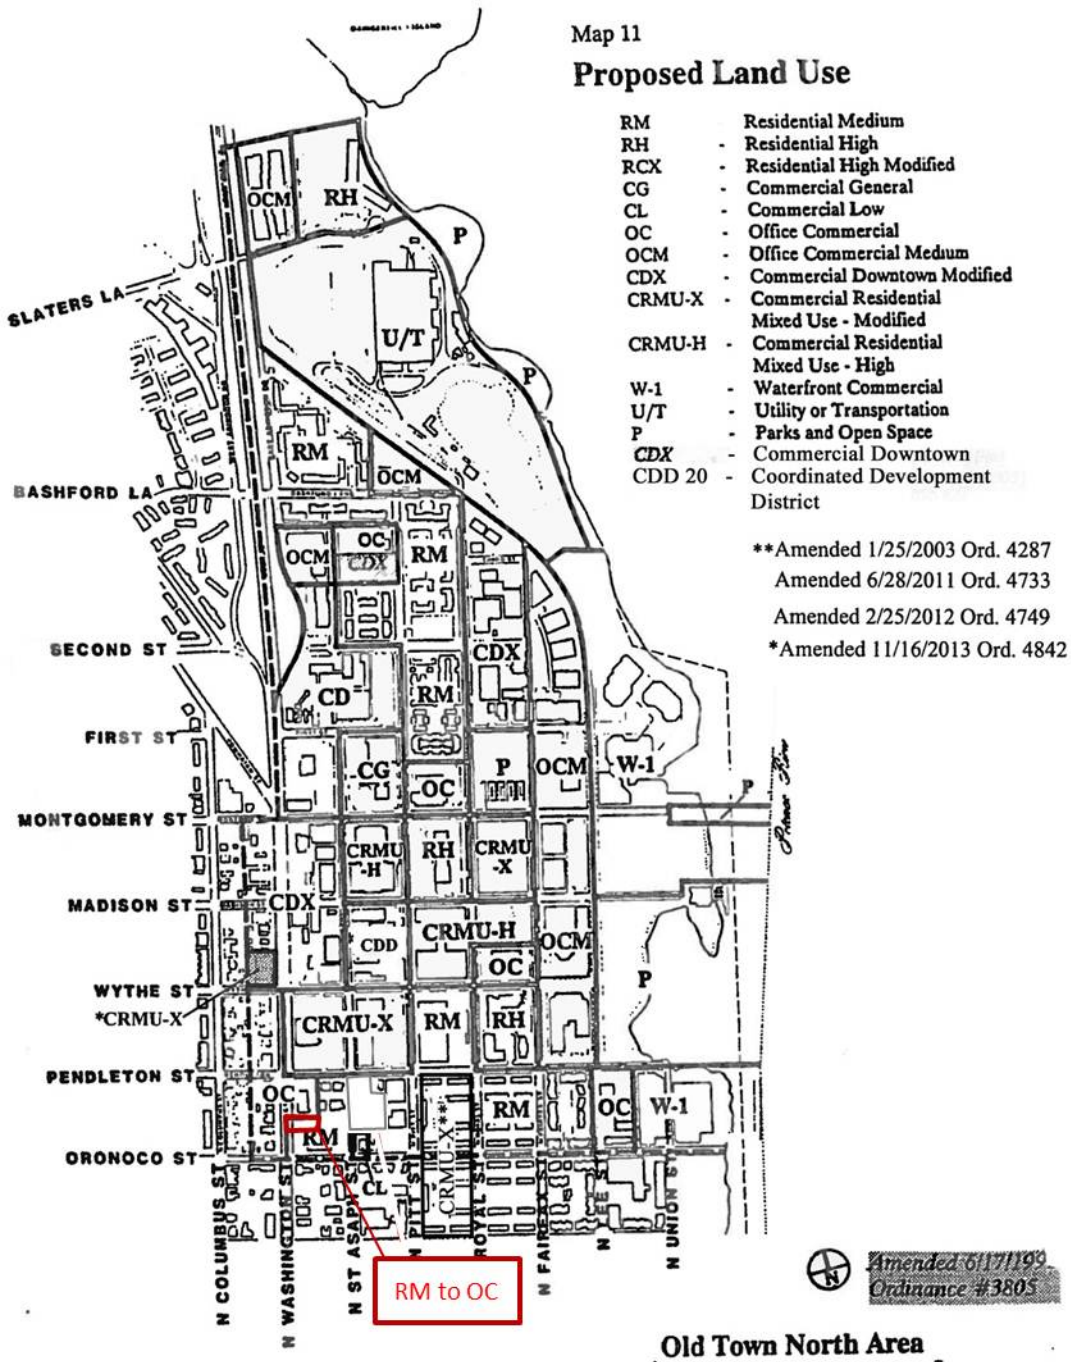 Map 11
Proposed Land Use
RM Residential Medium
RH - Residential High
RCX - Residential High Modified
CG - Commercial General
CL - Commercial Low
OC - Office Commercial
OCM - Office Commercial Medium
CDX - Commercial Downtown Modified
CRMU-X - Commercial Residential
Mixed Use - Modified
CRMU-H - Commercial Residential
Mixed Use - High
W-1 - Waterfront Commercial
U/T - Utility or Transportation
P - Parks and Open Space
CDX - Commercial Downtown
CDD 20 - Coordinated Development
District
**Amended 1/25/2003 Ord. 4287
Amended 6/28/2011 Ord. 4733
Amended 2/25/2012 Ord. 4749
*Amended 11/16/2013 Ord. 4842
OCM
RH
P
SLATERS LA
U/T
P
RM
OCM
BASHFORD LA
OCM
OC
CDX
RM
SECOND ST
CD
RM
CDX
FIRST ST
CG
OC
P
OCM
W-1
P
MONTGOMERY ST
CRMU
-H
RH
CRMU
-X
MADISON ST
CDX
CDD
CRMU-H
OC
OCM
P
WYTHE ST
*CRMU-X
CRMU-X
RM
RH
PENDLETON ST
OC
RM
CRMU-X**
RM
OC
W-1
ORONOCO ST
CL
N COLUMBUS ST
N WASHINGTON ST
N ST ASAPH ST
N PITT ST
ROYAL ST
N FAIRFAX ST
N LEE ST
N UNION ST
RM to OC
N
Amended 6/17/199
Ordinance #3805
Old Town North Area